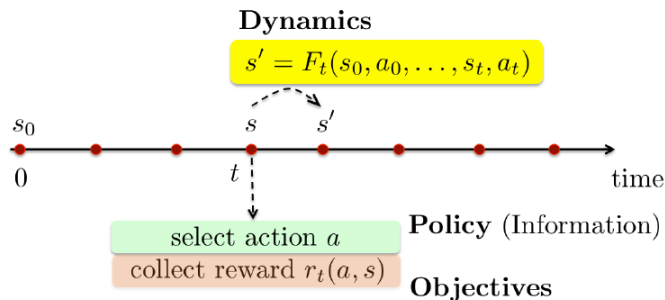 Dynamics
s′ = F_t(s_0, a_0, . . . , s_t, a_t)
s_0 s s′
0 t time
select action a Policy (Information)
collect reward r_t(a, s)
Objectives